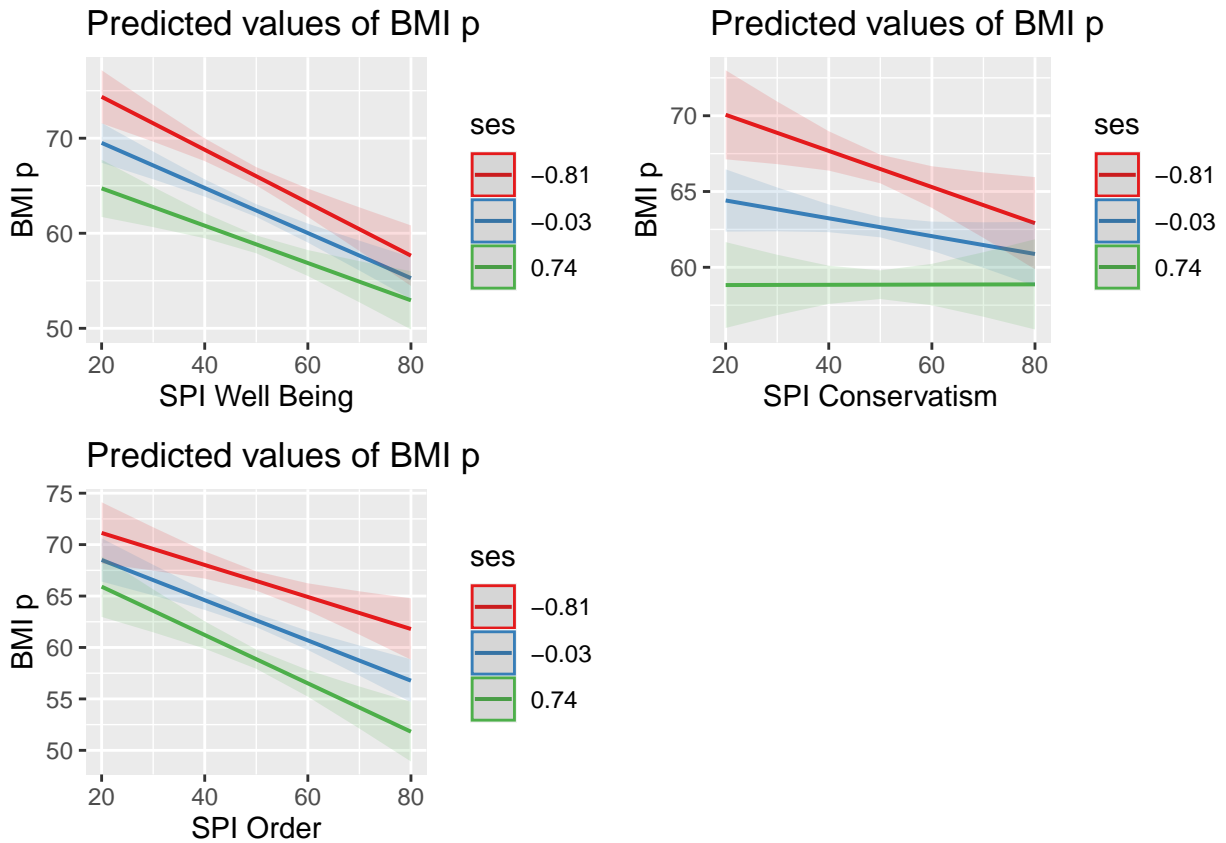 Predicted values of BMI p
BMI p
70
60
50
20 40 60 80
SPI Well Being
ses
−0.81
−0.03
0.74
Predicted values of BMI p
BMI p
70
65
60
20 40 60 80
SPI Conservatism
ses
−0.81
−0.03
0.74
Predicted values of BMI p
BMI p
75
70
65
60
55
50
20 40 60 80
SPI Order
ses
−0.81
−0.03
0.74